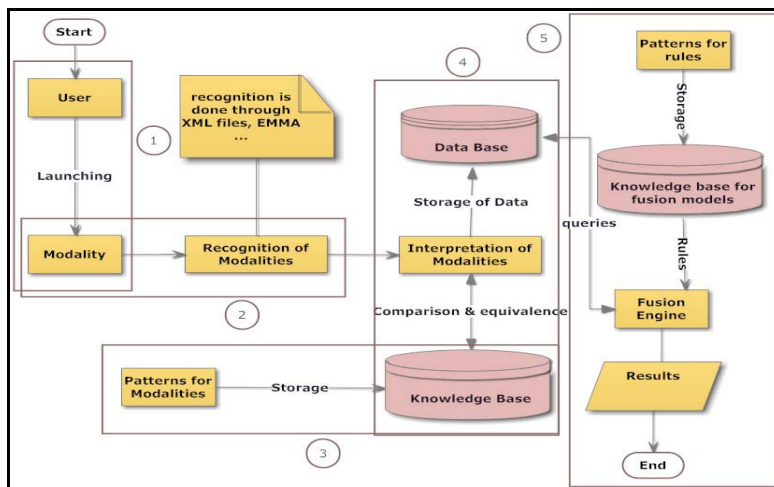 Start
User
1
Launching
Modality
recognition is
done through
XML files, EMMA
...
Recognition of
Modalities
2
4
Data Base
Storage of Data
Interpretation of
Modalities
Comparison & equivalence
Patterns for
Modalities
Storage
Knowledge Base
3
5
Patterns for
rules
Storage
Knowledge base for
fusion models
queries
Rules
Fusion
Engine
Results
End